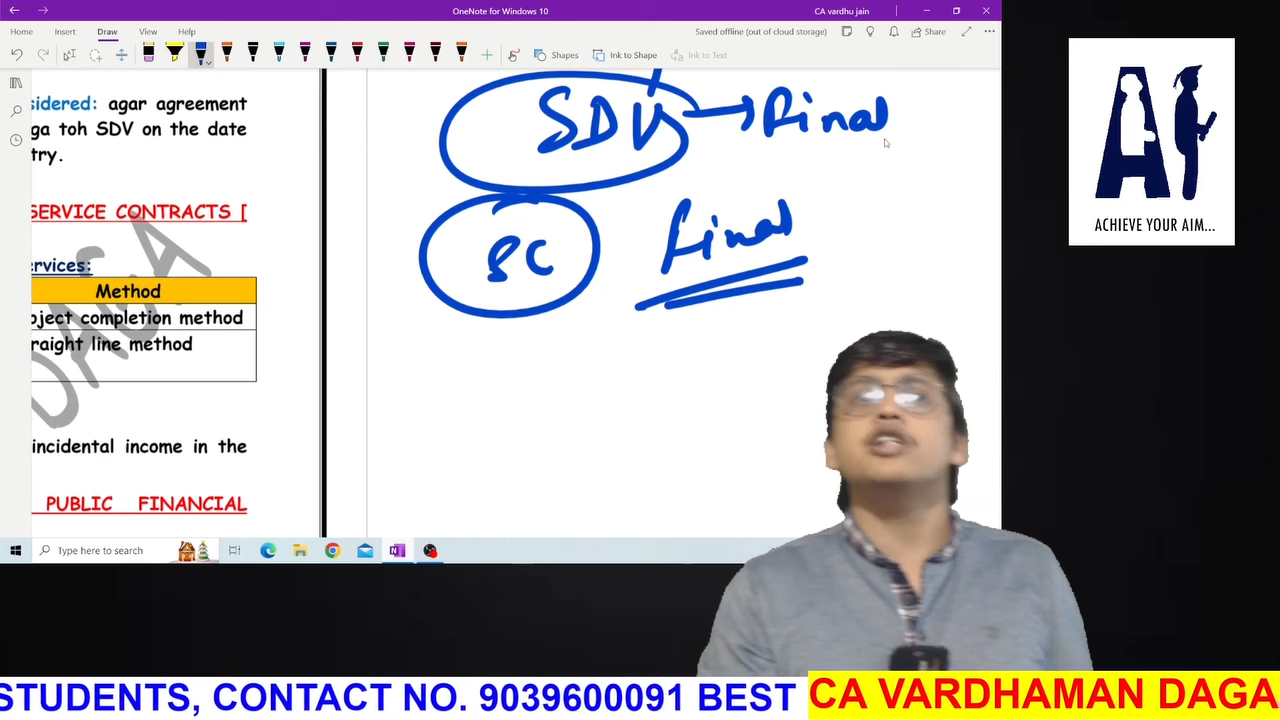 CA vardhu jain
OneNote for Windows 10
Home Insert Draw View Help
Saved offline (out of cloud storage)
Share
Shapes
Ink to Shape
Ink to Text
sidered: agar agreement
ga toh SDV on the date
try.
SERVICE CONTRACTS [
ervices:
Method
oject completion method
raight line method
DAGA
incidental income in the
PUBLIC FINANCIAL
SDV → Final
SC Final
Type here to search
ACHIEVE YOUR AIM...
STUDENTS, CONTACT NO. 9039600091 BEST
CA VARDHAMAN DAGA